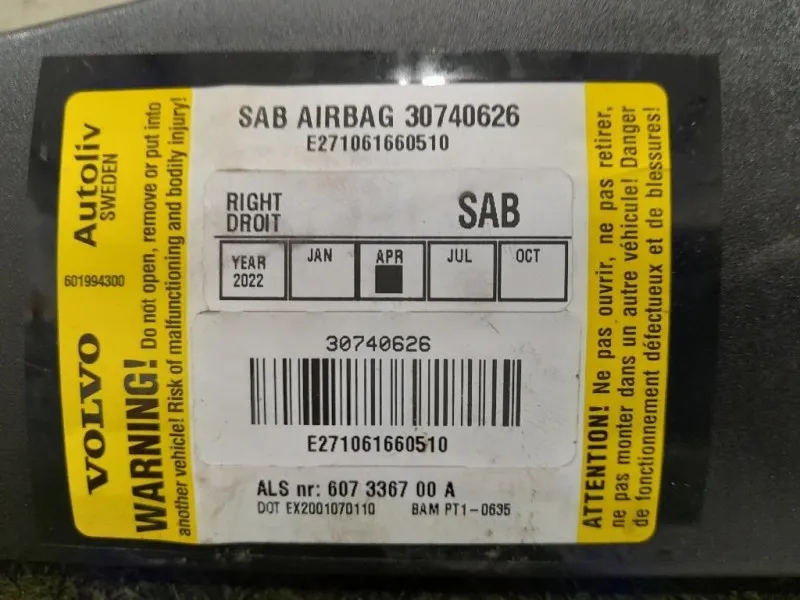 VOLVO
601994300
Autoliv
SWEDEN
WARNING! Do not open, remove or put into
another vehicle! Risk of malfunctioning and bodily injury!
SAB AIRBAG 30740626
E271061660510
RIGHT
DROIT
SAB
YEAR
2022
JAN
APR
JUL
OCT
30740626
E271061660510
ALS nr: 607 3367 00 A
DOT EX2001070110 BAM PT1-0635
ATTENTION! Ne pas ouvrir, ne pas retirer,
ne pas monter dans un autre véhicule! Danger
de fonctionnement défectueux et de blessures!